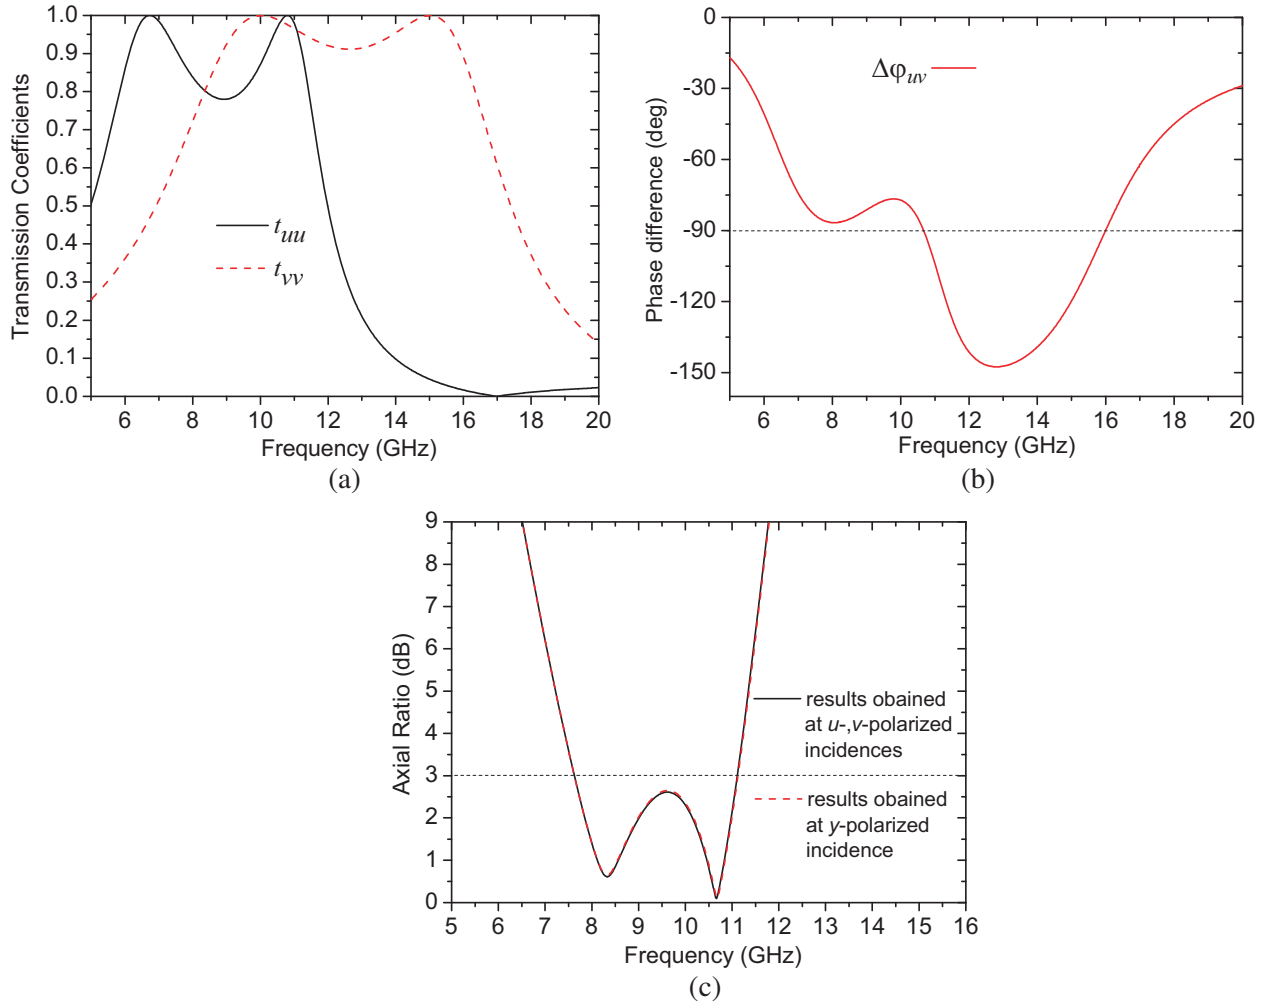 1.0
0.9
0.8
0.7
0.6
0.5
0.4
0.3
0.2
0.1
0.0
Transmission Coefficients
t_uu
t_vv
6 8 10 12 14 16 18 20
Frequency (GHz)
(a)
0
-30
-60
-90
-120
-150
Phase difference (deg)
Δφ_uv
6 8 10 12 14 16 18 20
Frequency (GHz)
(b)
9
8
7
6
5
4
3
2
1
0
Axial Ratio (dB)
results obained
at u-,v-polarized
incidences
results obained
at y-polarized
incidence
5 6 7 8 9 10 11 12 13 14 15 16
Frequency (GHz)
(c)